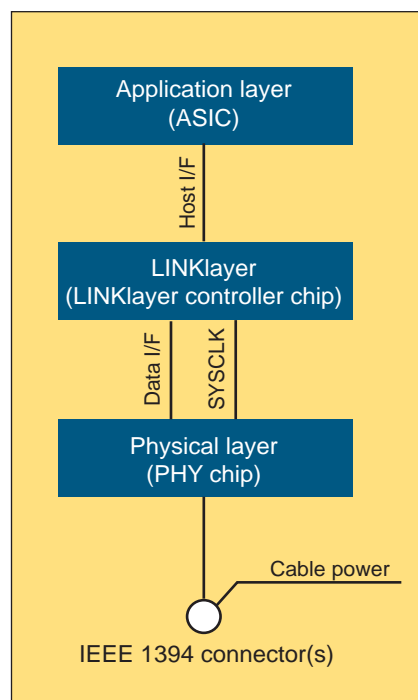 Application layer
(ASIC)
Host I/F
LINKlayer
(LINKlayer controller chip)
Data I/F
SYSCLK
Physical layer
(PHY chip)
Cable power
IEEE 1394 connector(s)